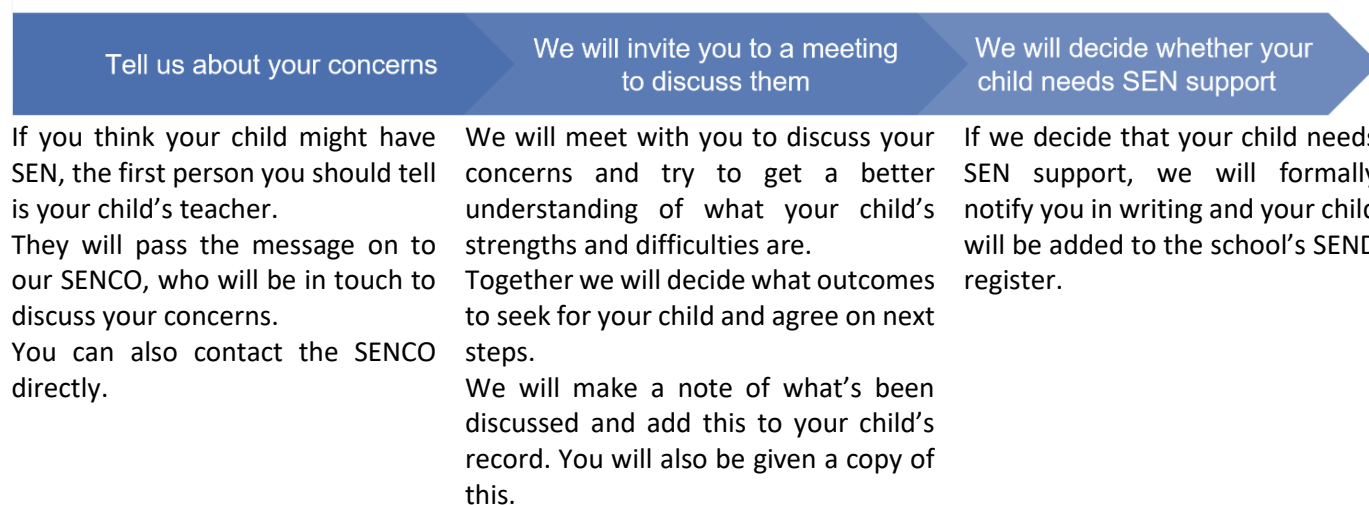 Tell us about your concerns
We will invite you to a meeting
to discuss them
We will decide whether your
child needs SEN support
If you think your child might have
SEN, the first person you should tell
is your child’s teacher.
They will pass the message on to
our SENCO, who will be in touch to
discuss your concerns.
You can also contact the SENCO
directly.
We will meet with you to discuss your
concerns and try to get a better
understanding of what your child’s
strengths and difficulties are.
Together we will decide what outcomes
to seek for your child and agree on next
steps.
We will make a note of what’s been
discussed and add this to your child’s
record. You will also be given a copy of
this.
If we decide that your child needs
SEN support, we will formally
notify you in writing and your child
will be added to the school’s SEND
register.